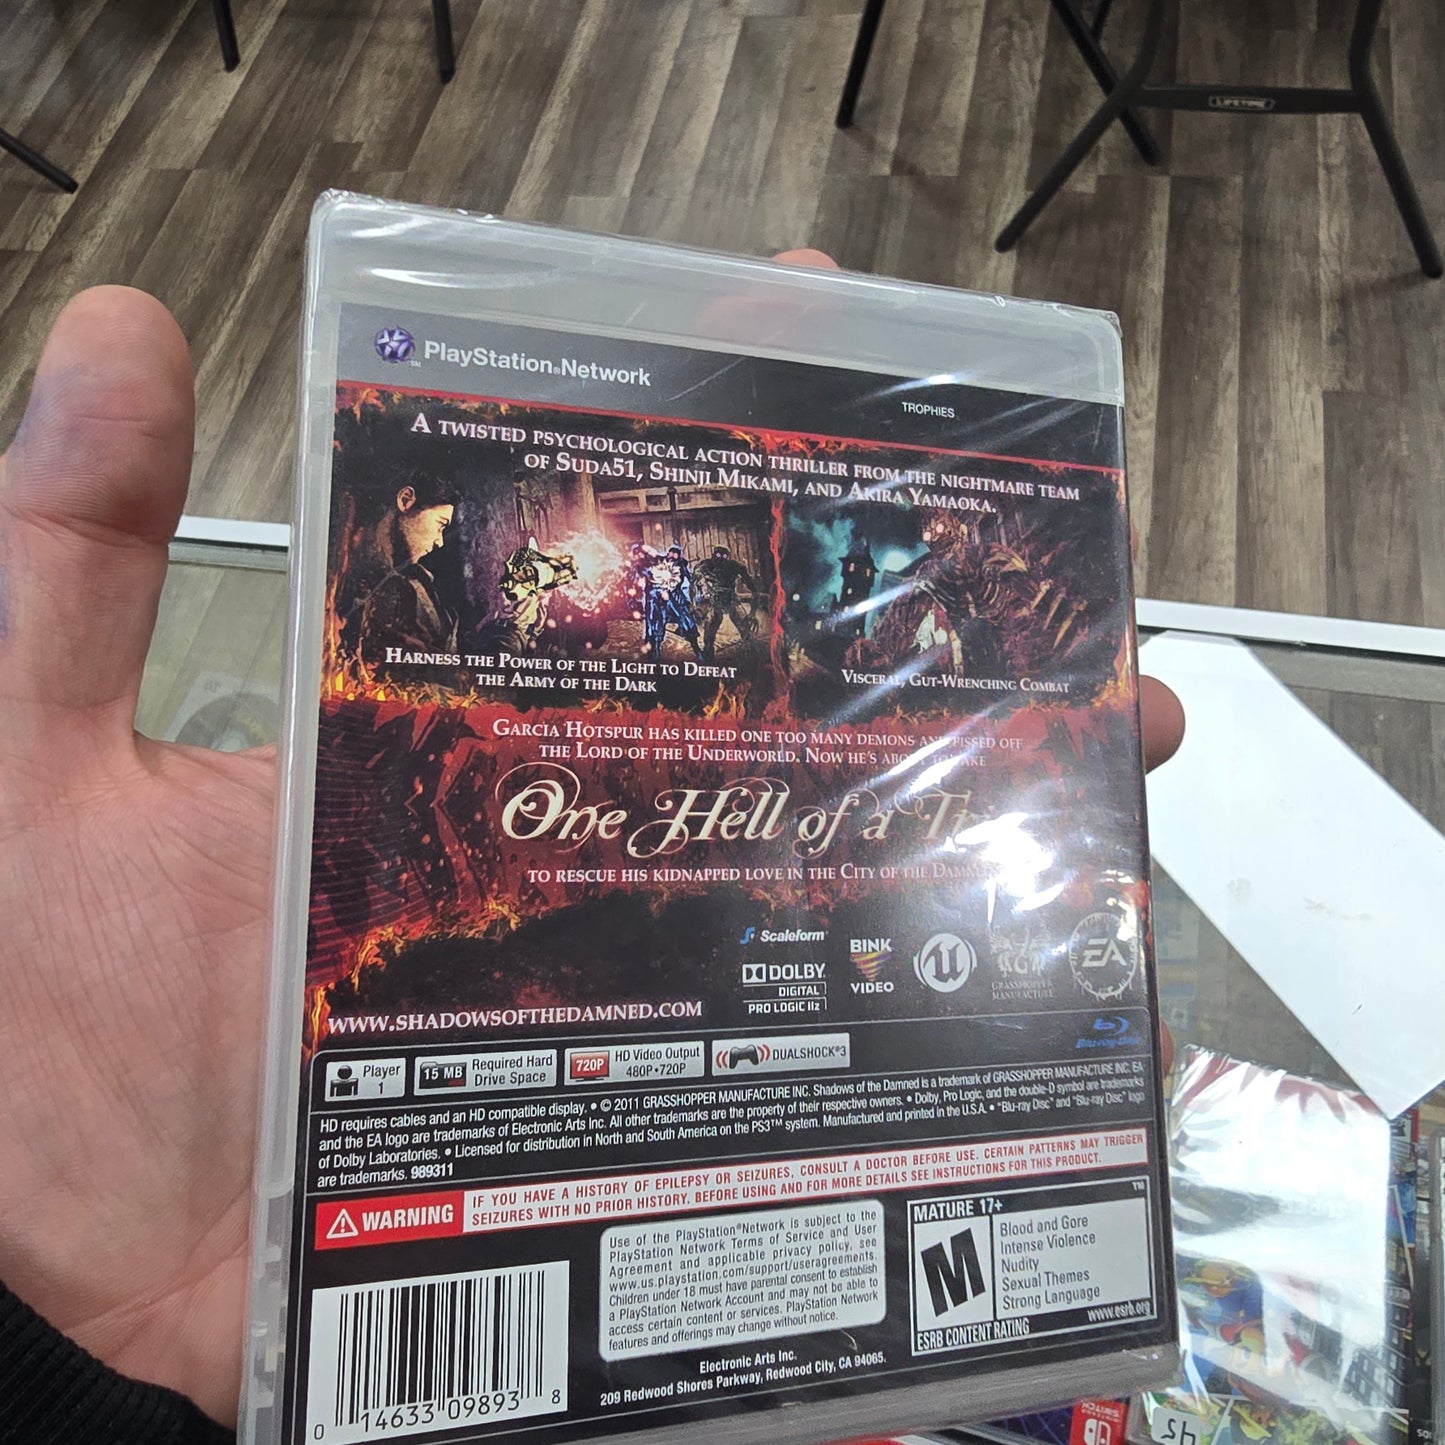 LIFETIME
PlayStation®Network
TROPHIES
A TWISTED PSYCHOLOGICAL ACTION THRILLER FROM THE NIGHTMARE TEAM
OF SUDA51, SHINJI MIKAMI, AND AKIRA YAMAOKA.
HARNESS THE POWER OF THE LIGHT TO DEFEAT
THE ARMY OF THE DARK
VISCERAL, GUT-WRENCHING COMBAT
GARCIA HOTSPUR HAS KILLED ONE TOO MANY DEMONS AND PISSED OFF
THE LORD OF THE UNDERWORLD. NOW HE'S ABOUT TO MAKE
One Hell of a
TO RESCUE HIS KIDNAPPED LOVE IN THE CITY OF THE
Scaleform
DOLBY
DIGITAL
PRO LOGIC IIz
BINK
VIDEO
GRASSHOPPER
MANUFACTURE
EA
WWW.SHADOWSOFTHEDAMNED.COM
Blu-ray Disc
Player
1
15 MB
Required Hard
Drive Space
720P
HD Video Output
480P•720P
DUALSHOCK®3
HD requires cables and an HD compatible display. • © 2011 GRASSHOPPER MANUFACTURE INC. Shadows of the Damned is a trademark of GRASSHOPPER MANUFACTURE INC. EA
and the EA logo are trademarks of Electronic Arts Inc. All other trademarks are the property of their respective owners. • Dolby, Pro Logic, and the double-D symbol are trademarks
of Dolby Laboratories. • Licensed for distribution in North and South America on the PS3™ system. Manufactured and printed in the U.S.A. • "Blu-ray Disc" and "Blu-ray Disc" logo
are trademarks. 989311
WARNING
IF YOU HAVE A HISTORY OF EPILEPSY OR SEIZURES, CONSULT A DOCTOR BEFORE USE. CERTAIN PATTERNS MAY TRIGGER
SEIZURES WITH NO PRIOR HISTORY. BEFORE USING AND FOR MORE DETAILS SEE INSTRUCTIONS FOR THIS PRODUCT.
Use of the PlayStation®Network is subject to the
PlayStation Network Terms of Service and User
Agreement and applicable privacy policy, see
www.us.playstation.com/support/useragreements.
Children under 18 must have parental consent to establish
a PlayStation Network Account and may not be able to
access certain content or services. PlayStation Network
features and offerings may change without notice.
MATURE 17+
M
Blood and Gore
Intense Violence
Nudity
Sexual Themes
Strong Language
ESRB CONTENT RATING
www.esrb.org
Electronic Arts Inc.
209 Redwood Shores Parkway, Redwood City, CA 94065.
0 14633 09893 8
45